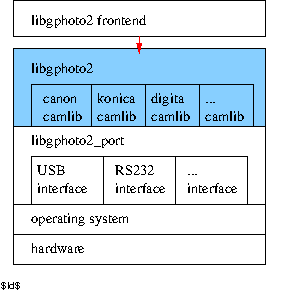 libgphoto2 frontend
libgphoto2
canon konica digita ...
camlib camlib camlib camlib
libgphoto2_port
USB RS232 ...
interface interface interface
operating system
hardware
$Id$